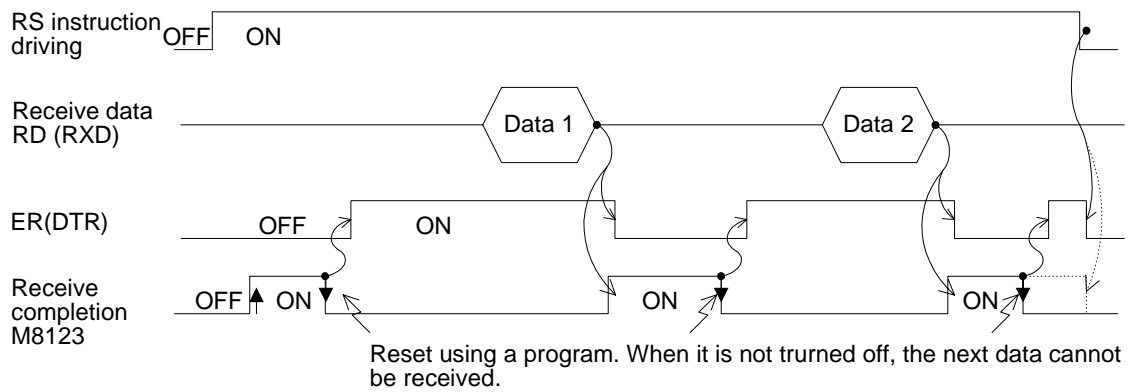 RS instruction
driving
OFF ON
Receive data
RD (RXD)
Data 1
Data 2
ER(DTR)
OFF ON
Receive
completion
M8123
OFF ON
ON
ON
Reset using a program. When it is not trurned off, the next data cannot
be received.